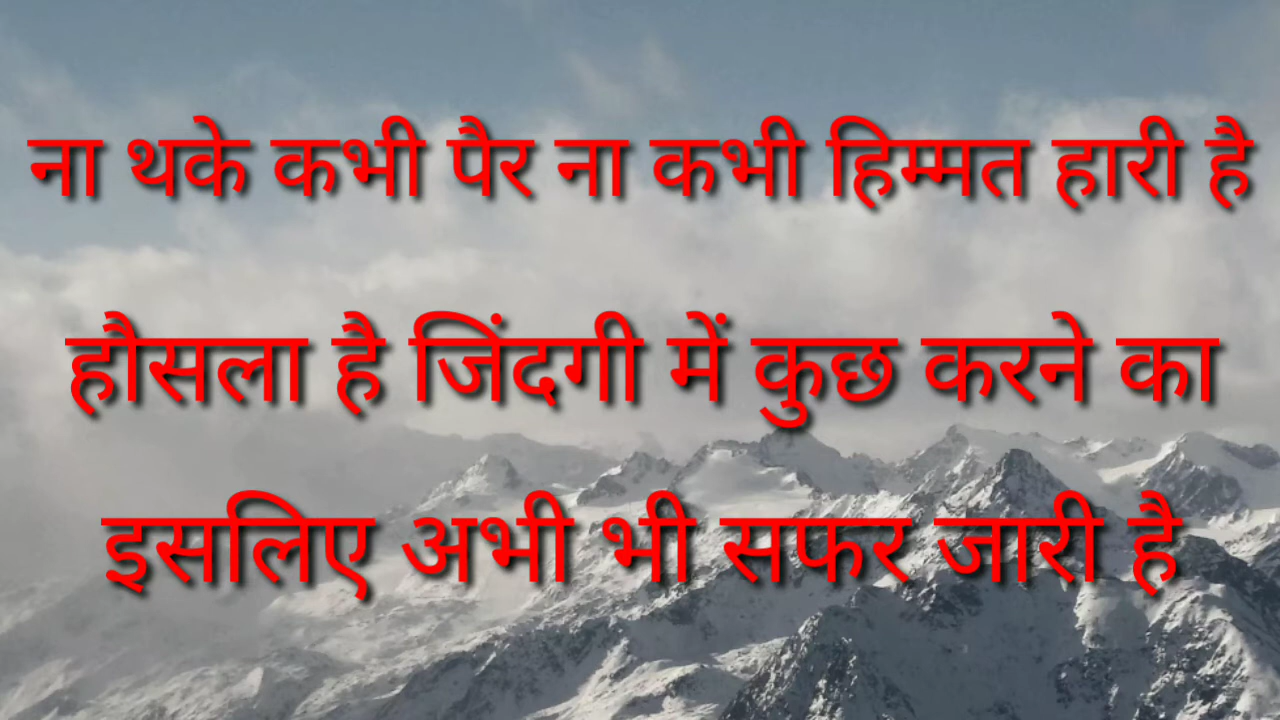 ना थके कभी पैर ना कभी हिम्मत हारी है
हौसला है जिंदगी में कुछ करने का
इसलिए अभी भी सफर जारी है